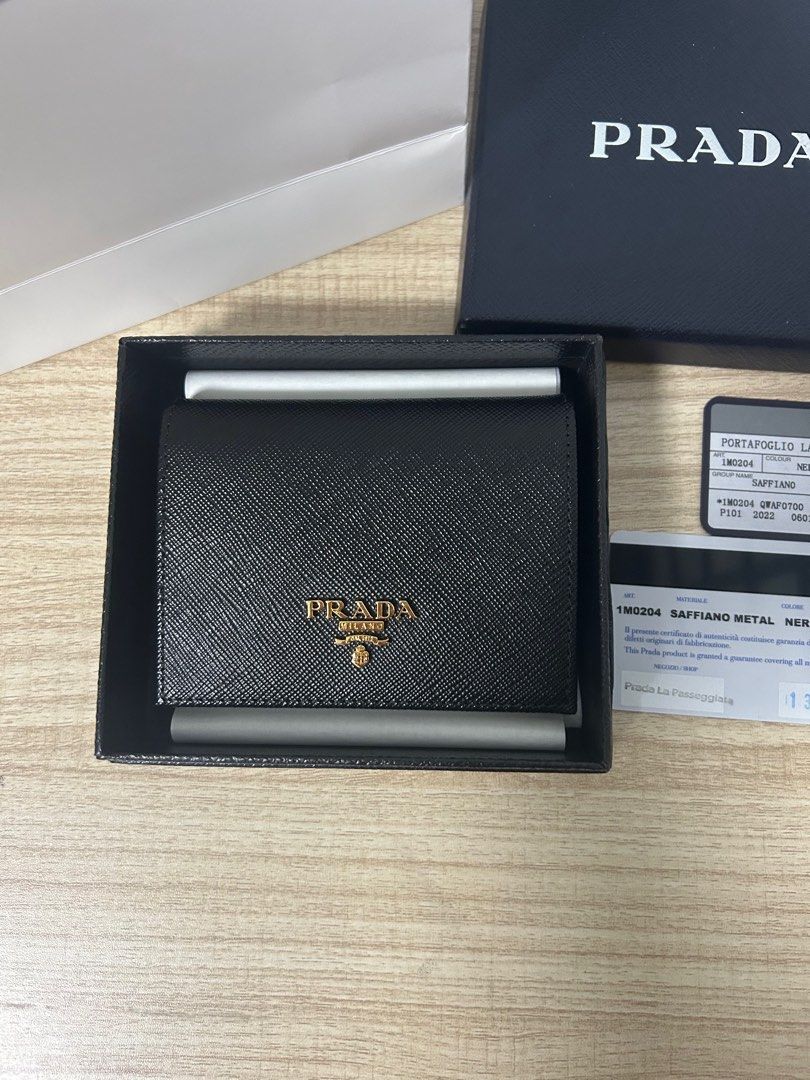 PRADA
PORTAFOGLIO LA
ART.
COLOUR
1M0204
NE
GROUP NAME
SAFFIANO
*1M0204 QWAF0700
P101 2022 060
ART.
MATERIALE
COLORE
1M0204 SAFFIANO METAL NER
Il presente certificato di autenticità costituisce garanzia d
difetti originari di fabbricazione.
This Prada product is granted a guarantee covering all m
NEGOZIO / SHOP
Prada La Passeggiata
13
PRADA
MILANO